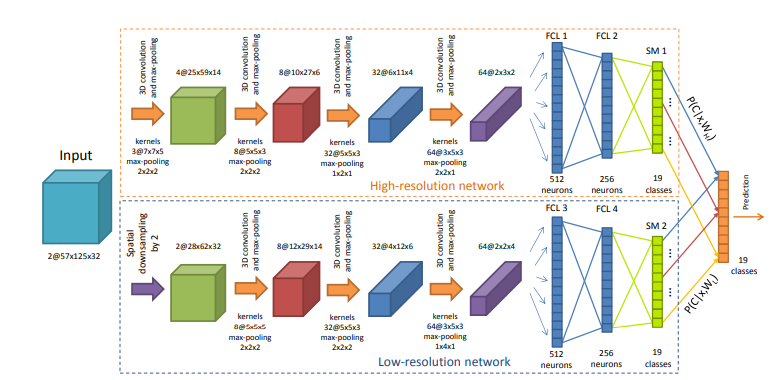 FCL 1
FCL 2
SM 1
3D convolution
and max-pooling
4@25x59x14
3D convolution
and max-pooling
8@10x27x6
3D convolution
and max-pooling
32@6x11x4
3D convolution
and max-pooling
64@2x3x2
kernels
3@7x7x5
max-pooling
2x2x2
kernels
8@5x5x3
max-pooling
2x2x2
kernels
32@5x5x3
max-pooling
1x2x1
kernels
64@3x5x3
max-pooling
2x2x1
...
...
512
neurons
256
neurons
19
classes
High-resolution network
P(C|x,W_H)
Input
2@57x125x32
Prediction
19
classes
FCL 3
FCL 4
SM 2
Spatial
downsampling
by 2
2@28x62x32
3D convolution
and max-pooling
8@12x29x14
3D convolution
and max-pooling
32@4x12x6
3D convolution
and max-pooling
64@2x2x4
kernels
8@5x5x5
max-pooling
2x2x2
kernels
32@5x5x3
max-pooling
2x2x2
kernels
64@3x5x3
max-pooling
1x4x1
...
...
512
neurons
256
neurons
19
classes
P(C|x,W_L)
Low-resolution network